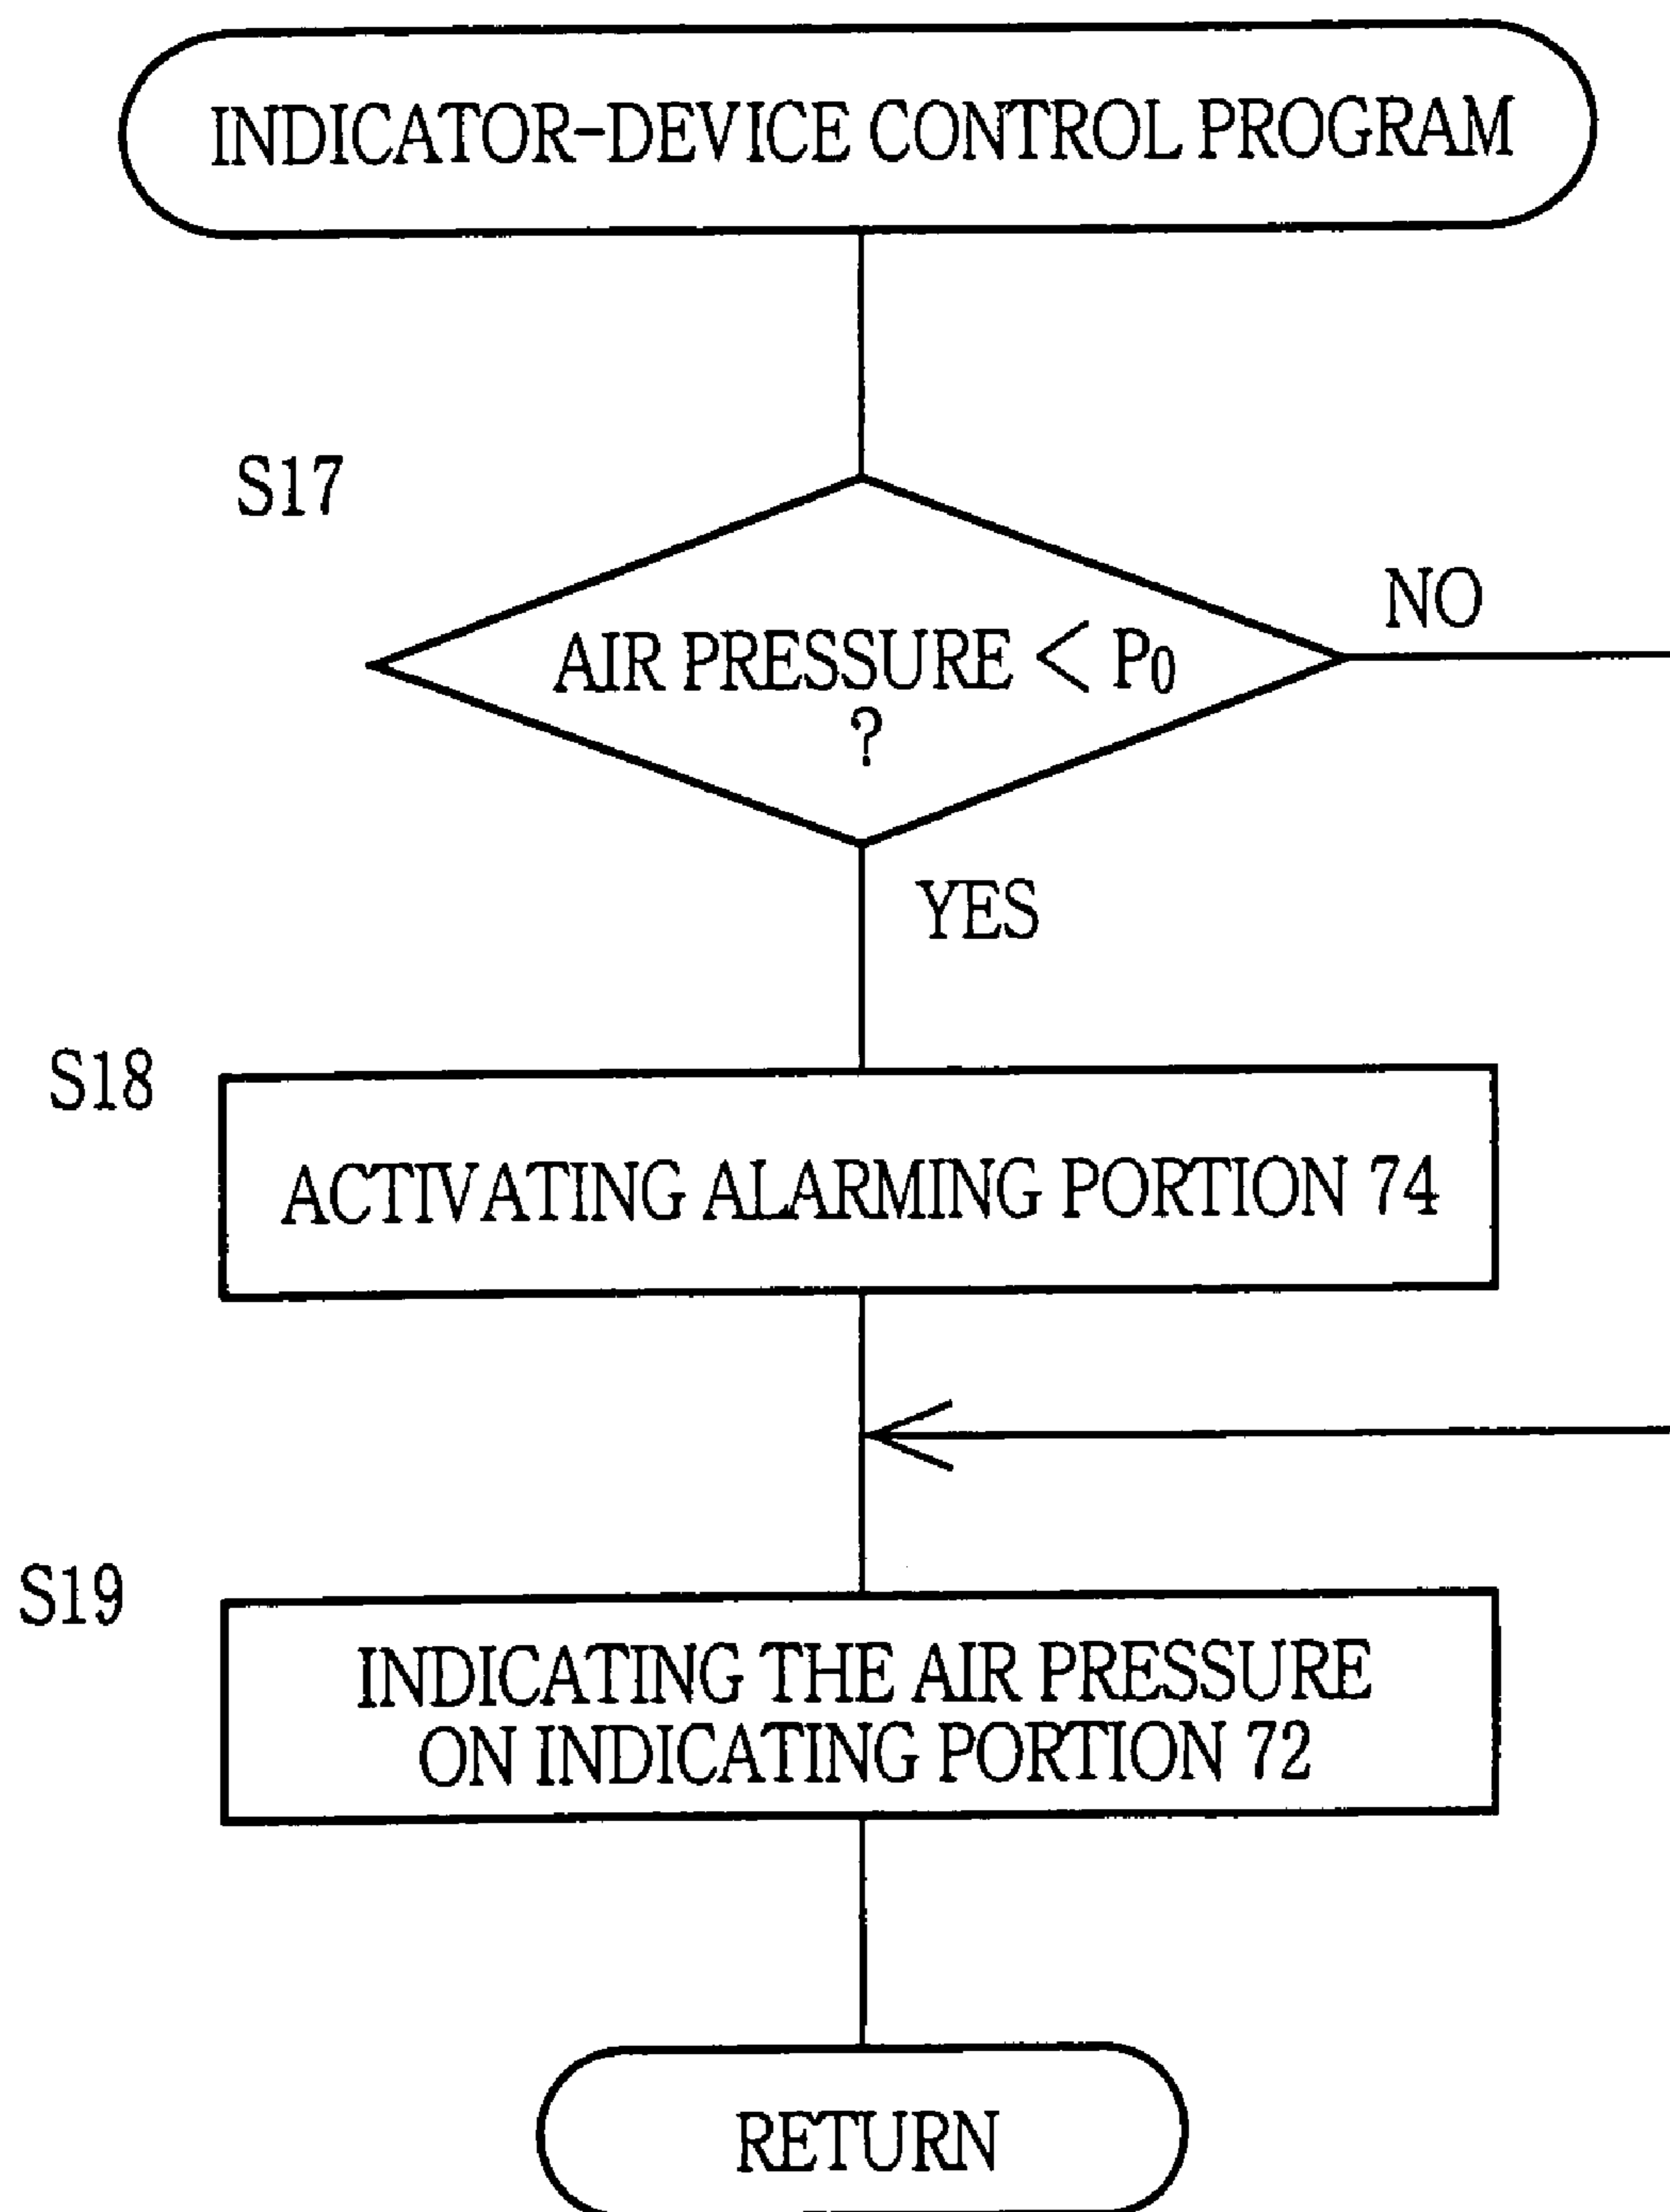 INDICATOR-DEVICE CONTROL PROGRAM
S17
NO
AIR PRESSURE < P0
?
YES
S18
ACTIVATING ALARMING PORTION 74
S19
INDICATING THE AIR PRESSURE
ON INDICATING PORTION 72
RETURN